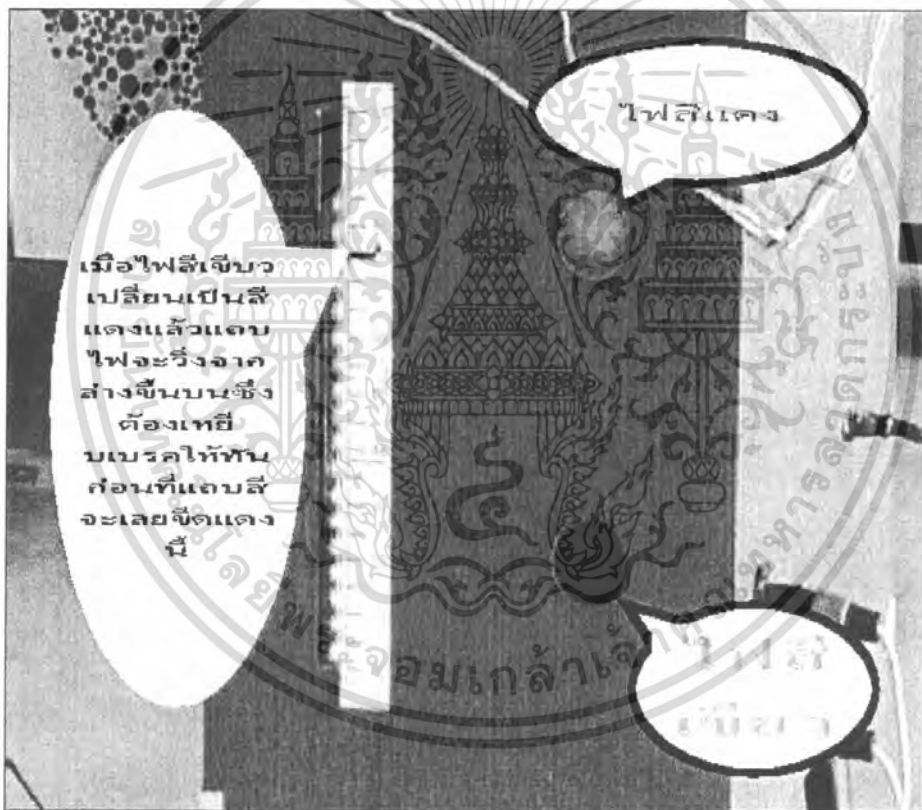 ไฟสีแดง
เมื่อไฟสีเขียว
เปลี่ยนเป็นสี
แดงแล้วแถบ
ไฟจะวิ่งจาก
ล่างขึ้นบนซึ่ง
ต้องเหยี
บเบรคให้ทัน
ก่อนที่แถบสี
จะเลยขีดแดง
นี้
ไฟสี
เขียว